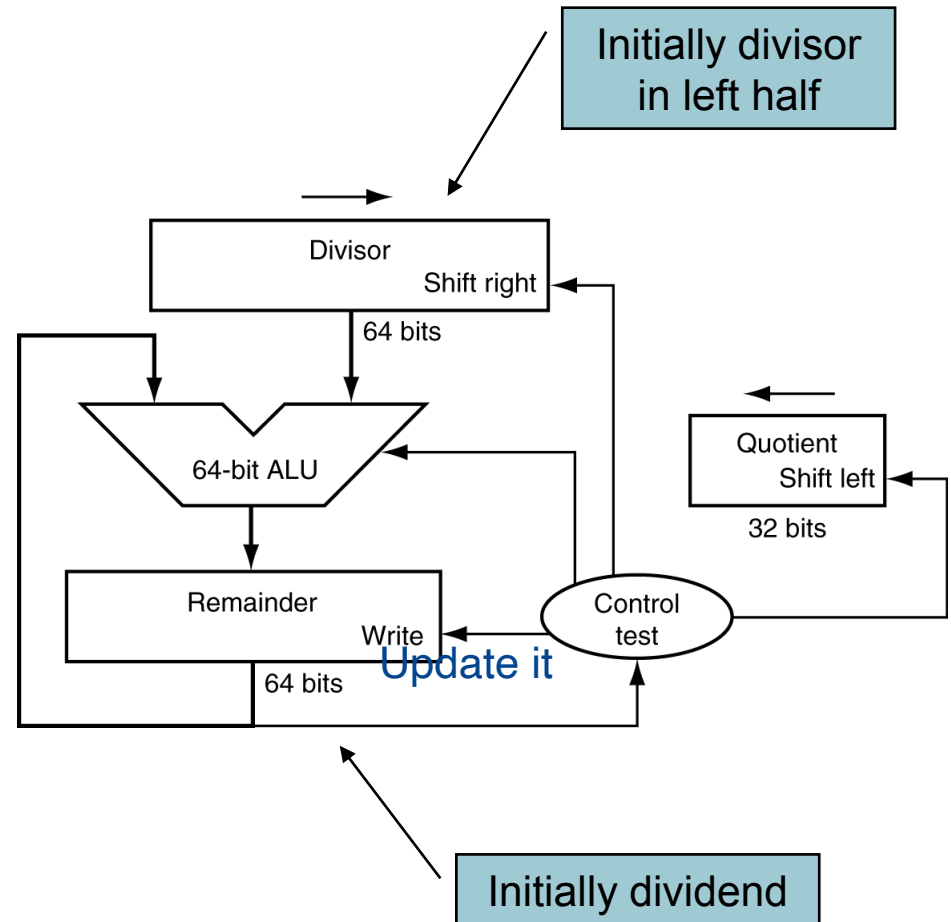 Initially divisor
in left half
Divisor
Shift right
64 bits
64-bit ALU
Quotient
Shift left
32 bits
Remainder
Write
Control
test
Update it
64 bits
Initially dividend